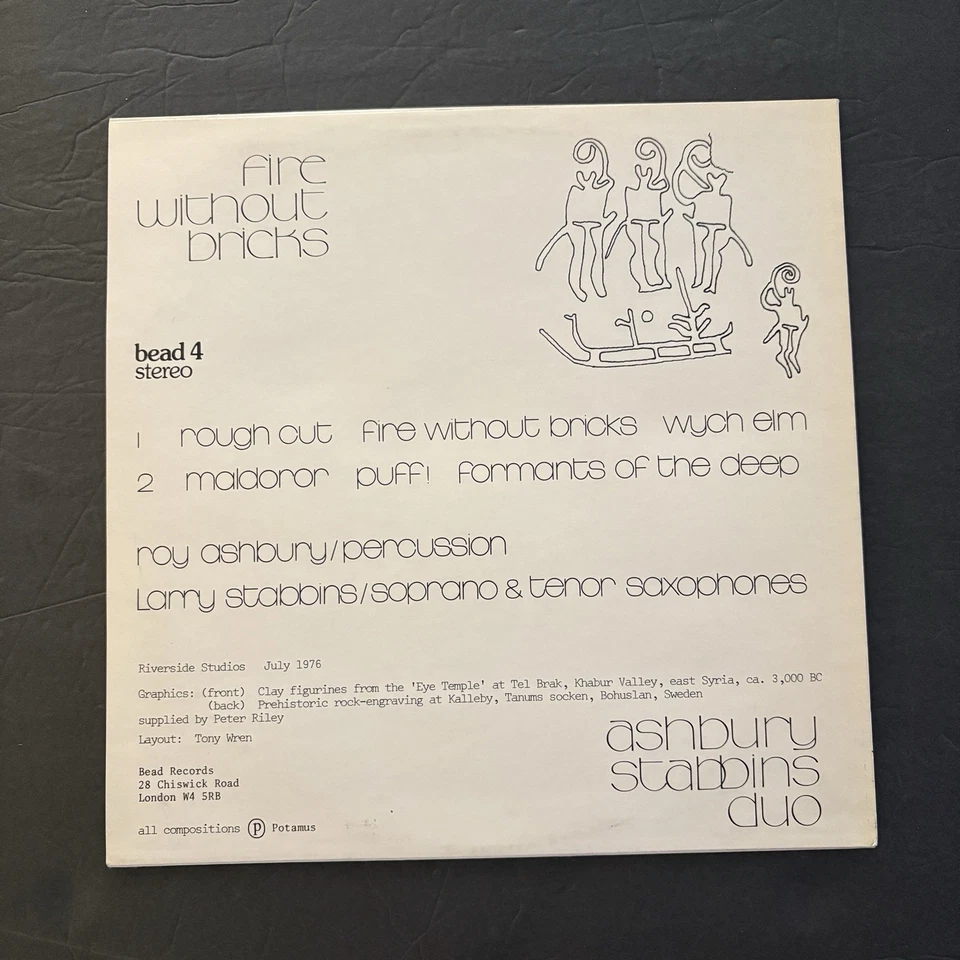 fire
without
bricks
bead 4
stereo
1 rough cut fire without bricks wych elm
2 maldoror puff! formants of the deep
roy ashbury/percussion
Larry stabbins/soprano & tenor saxophones
Riverside Studios July 1976
Graphics: (front) Clay figurines from the 'Eye Temple' at Tel Brak, Khabur Valley, east Syria, ca. 3,000 BC
(back) Prehistoric rock-engraving at Kalleby, Tanums socken, Bohuslan, Sweden
supplied by Peter Riley
Layout: Tony Wren
Bead Records
28 Chiswick Road
London W4 5RB
all compositions Ⓟ Potamus
ashbury
stabbins
duo